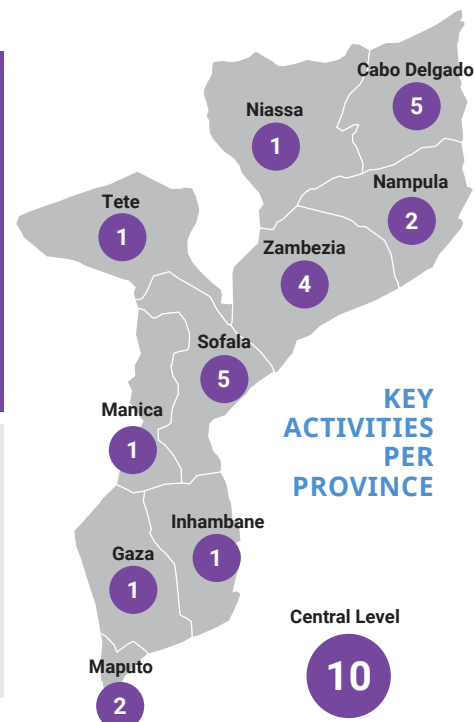 Cabo Delgado
5
Niassa
1
Nampula
2
Tete
1
Zambezia
4
Sofala
5
KEY
ACTIVITIES
PER
PROVINCE
Manica
1
Inhambane
1
Gaza
1
Central Level
10
Maputo
2